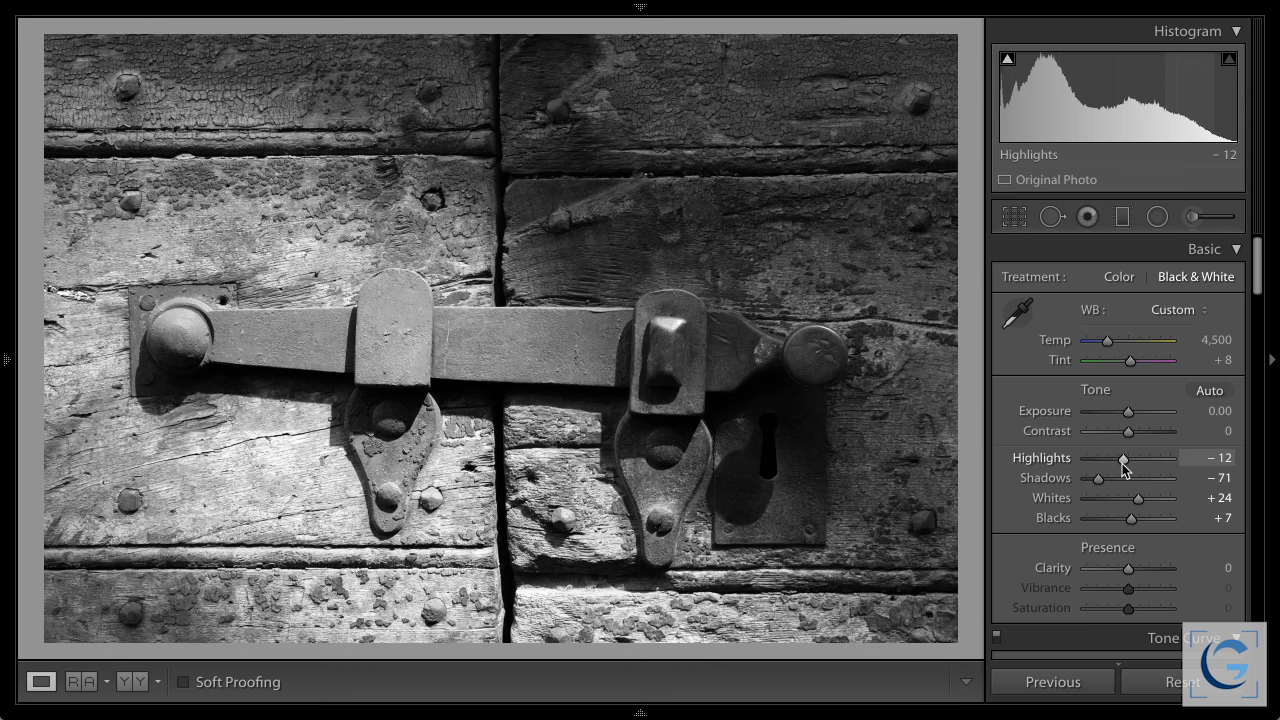 Histogram
Highlights – 12
Original Photo
Basic
Treatment : Color Black & White
WB : Custom
Temp 4,500
Tint + 8
Tone Auto
Exposure 0.00
Contrast 0
Highlights – 12
Shadows – 71
Whites + 24
Blacks + 7
Presence
Clarity 0
Vibrance 0
Saturation 0
Tone Curve
R A Y Y Soft Proofing
Previous Reset